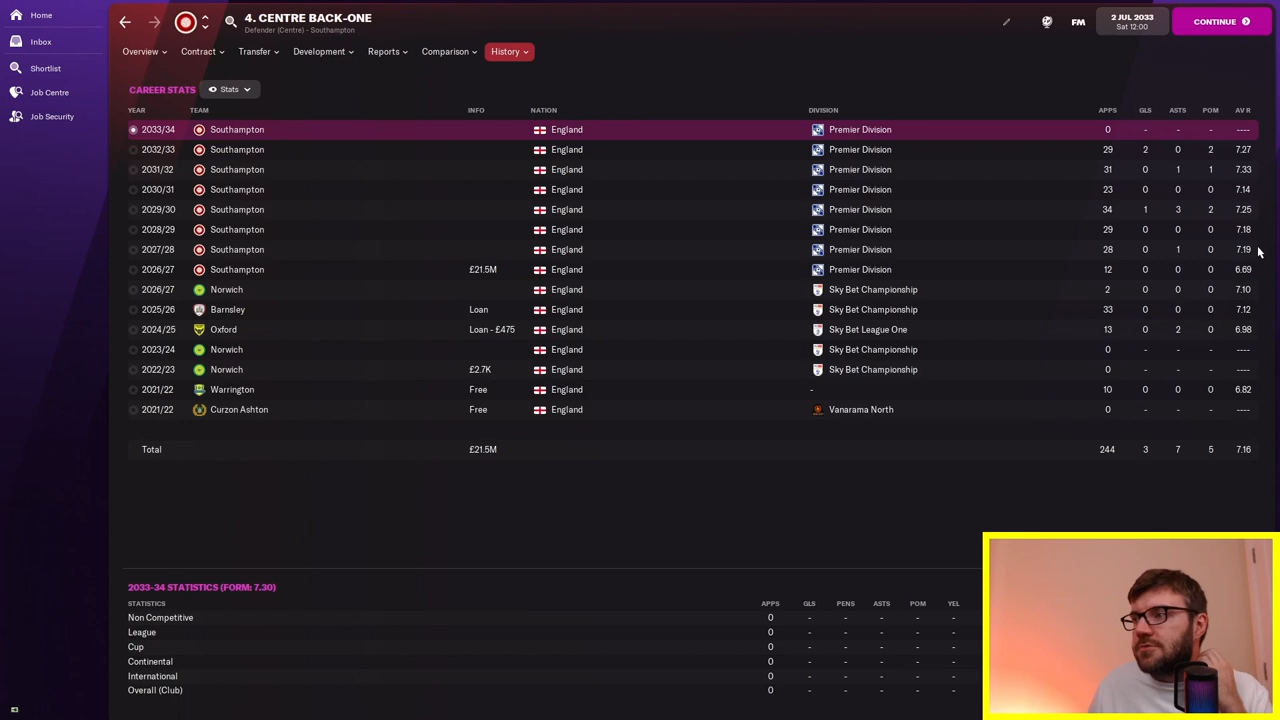 Home
Inbox
Shortlist
Job Centre
Job Security
4. CENTRE BACK-ONE
Defender (Centre) - Southampton
FM
2 JUL 2033
Sat 12:00
CONTINUE
Overview Contract Transfer Development Reports Comparison History
CAREER STATS Stats
YEAR TEAM INFO NATION DIVISION APPS GLS ASTS POM AV R
2033/34 Southampton England Premier Division 0 - - - ----
2032/33 Southampton England Premier Division 29 2 0 2 7.27
2031/32 Southampton England Premier Division 31 0 1 1 7.33
2030/31 Southampton England Premier Division 23 0 0 0 7.14
2029/30 Southampton England Premier Division 34 1 3 2 7.25
2028/29 Southampton England Premier Division 29 0 0 0 7.18
2027/28 Southampton England Premier Division 28 0 1 0 7.19
2026/27 Southampton £21.5M England Premier Division 12 0 0 0 6.69
2026/27 Norwich England Sky Bet Championship 2 0 0 0 7.10
2025/26 Barnsley Loan England Sky Bet Championship 33 0 0 0 7.12
2024/25 Oxford Loan - £475 England Sky Bet League One 13 0 2 0 6.98
2023/24 Norwich England Sky Bet Championship 0 - - - ----
2022/23 Norwich £2.7K England Sky Bet Championship 0 - - - ----
2021/22 Warrington Free England - 10 0 0 0 6.82
2021/22 Curzon Ashton Free England Vanarama North 0 - - - ----
Total £21.5M 244 3 7 5 7.16
2033-34 STATISTICS (FORM: 7.30)
STATISTICS APPS GLS PENS ASTS POM YEL
Non Competitive 0 - - - - -
League 0 - - - - -
Cup 0 - - - - -
Continental 0 - - - - -
International 0 - - - - -
Overall (Club) 0 - - - - -